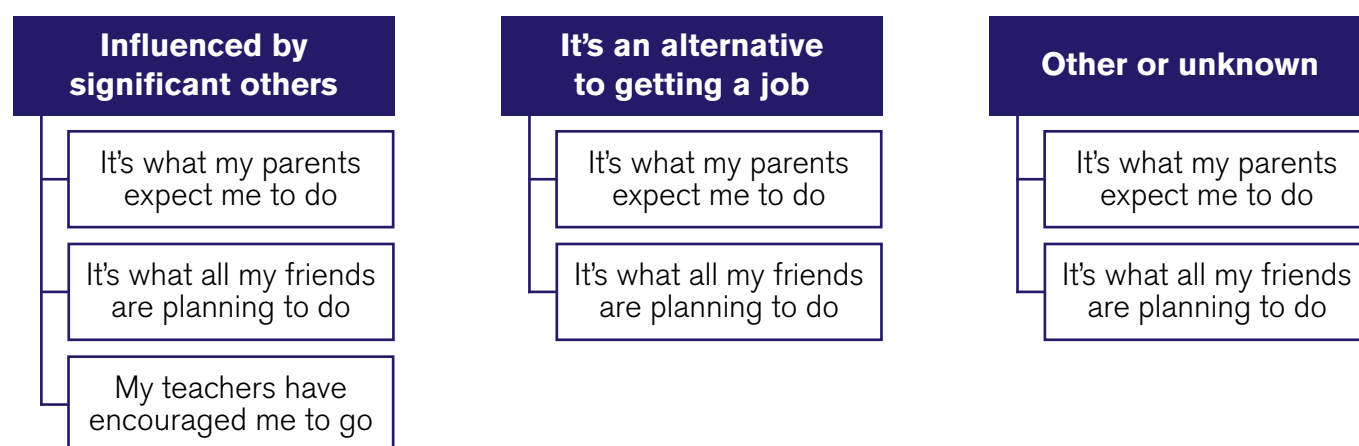 Influenced by
significant others
It's what my parents
expect me to do
It's what all my friends
are planning to do
My teachers have
encouraged me to go
It's an alternative
to getting a job
It's what my parents
expect me to do
It's what all my friends
are planning to do
Other or unknown
It's what my parents
expect me to do
It's what all my friends
are planning to do